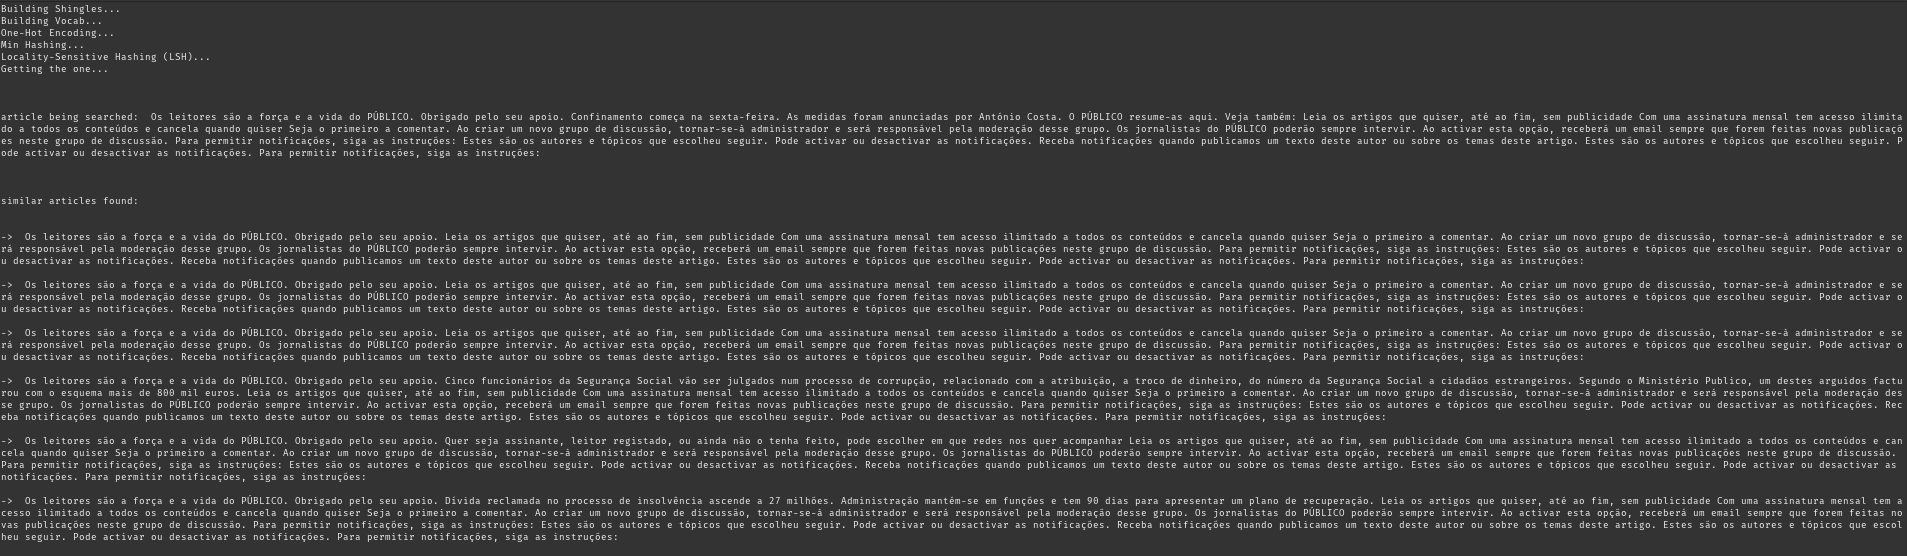 Building Shingles...
Building Vocab...
One-Hot Encoding...
Min Hashing...
Locality-Sensitive Hashing (LSH)...
Getting the one...
article being searched:  Os leitores são a força e a vida do PÚBLICO. Obrigado pelo seu apoio. Confinamento começa na sexta-feira. As medidas foram anunciadas por António Costa. O PÚBLICO resume-as aqui. Veja também: Leia os artigos que quiser, até ao fim, sem publicidade Com uma assinatura mensal tem acesso ilimita
do a todos os conteúdos e cancela quando quiser Seja o primeiro a comentar. Ao criar um novo grupo de discussão, tornar-se-à administrador e será responsável pela moderação desse grupo. Os jornalistas do PÚBLICO poderão sempre intervir. Ao activar esta opção, receberá um email sempre que forem feitas novas publicaçõ
es neste grupo de discussão. Para permitir notificações, siga as instruções: Estes são os autores e tópicos que escolheu seguir. Pode activar ou desactivar as notificações. Receba notificações quando publicamos um texto deste autor ou sobre os temas deste artigo. Estes são os autores e tópicos que escolheu seguir. P
ode activar ou desactivar as notificações. Para permitir notificações, siga as instruções:
similar articles found:
->  Os leitores são a força e a vida do PÚBLICO. Obrigado pelo seu apoio. Leia os artigos que quiser, até ao fim, sem publicidade Com uma assinatura mensal tem acesso ilimitado a todos os conteúdos e cancela quando quiser Seja o primeiro a comentar. Ao criar um novo grupo de discussão, tornar-se-à administrador e se
rá responsável pela moderação desse grupo. Os jornalistas do PÚBLICO poderão sempre intervir. Ao activar esta opção, receberá um email sempre que forem feitas novas publicações neste grupo de discussão. Para permitir notificações, siga as instruções: Estes são os autores e tópicos que escolheu seguir. Pode activar o
u desactivar as notificações. Receba notificações quando publicamos um texto deste autor ou sobre os temas deste artigo. Estes são os autores e tópicos que escolheu seguir. Pode activar ou desactivar as notificações. Para permitir notificações, siga as instruções:
->  Os leitores são a força e a vida do PÚBLICO. Obrigado pelo seu apoio. Leia os artigos que quiser, até ao fim, sem publicidade Com uma assinatura mensal tem acesso ilimitado a todos os conteúdos e cancela quando quiser Seja o primeiro a comentar. Ao criar um novo grupo de discussão, tornar-se-à administrador e se
rá responsável pela moderação desse grupo. Os jornalistas do PÚBLICO poderão sempre intervir. Ao activar esta opção, receberá um email sempre que forem feitas novas publicações neste grupo de discussão. Para permitir notificações, siga as instruções: Estes são os autores e tópicos que escolheu seguir. Pode activar o
u desactivar as notificações. Receba notificações quando publicamos um texto deste autor ou sobre os temas deste artigo. Estes são os autores e tópicos que escolheu seguir. Pode activar ou desactivar as notificações. Para permitir notificações, siga as instruções:
->  Os leitores são a força e a vida do PÚBLICO. Obrigado pelo seu apoio. Leia os artigos que quiser, até ao fim, sem publicidade Com uma assinatura mensal tem acesso ilimitado a todos os conteúdos e cancela quando quiser Seja o primeiro a comentar. Ao criar um novo grupo de discussão, tornar-se-à administrador e se
rá responsável pela moderação desse grupo. Os jornalistas do PÚBLICO poderão sempre intervir. Ao activar esta opção, receberá um email sempre que forem feitas novas publicações neste grupo de discussão. Para permitir notificações, siga as instruções: Estes são os autores e tópicos que escolheu seguir. Pode activar o
u desactivar as notificações. Receba notificações quando publicamos um texto deste autor ou sobre os temas deste artigo. Estes são os autores e tópicos que escolheu seguir. Pode activar ou desactivar as notificações. Para permitir notificações, siga as instruções:
->  Os leitores são a força e a vida do PÚBLICO. Obrigado pelo seu apoio. Cinco funcionários da Segurança Social vão ser julgados num processo de corrupção, relacionado com a atribuição, a troco de dinheiro, do número da Segurança Social a cidadãos estrangeiros. Segundo o Ministério Publico, um destes arguidos factu
rou com o esquema mais de 800 mil euros. Leia os artigos que quiser, até ao fim, sem publicidade Com uma assinatura mensal tem acesso ilimitado a todos os conteúdos e cancela quando quiser Seja o primeiro a comentar. Ao criar um novo grupo de discussão, tornar-se-à administrador e será responsável pela moderação des
se grupo. Os jornalistas do PÚBLICO poderão sempre intervir. Ao activar esta opção, receberá um email sempre que forem feitas novas publicações neste grupo de discussão. Para permitir notificações, siga as instruções: Estes são os autores e tópicos que escolheu seguir. Pode activar ou desactivar as notificações. Rec
eba notificações quando publicamos um texto deste autor ou sobre os temas deste artigo. Estes são os autores e tópicos que escolheu seguir. Pode activar ou desactivar as notificações. Para permitir notificações, siga as instruções:
->  Os leitores são a força e a vida do PÚBLICO. Obrigado pelo seu apoio. Quer seja assinante, leitor registado, ou ainda não o tenha feito, pode escolher em que redes nos quer acompanhar Leia os artigos que quiser, até ao fim, sem publicidade Com uma assinatura mensal tem acesso ilimitado a todos os conteúdos e can
cela quando quiser Seja o primeiro a comentar. Ao criar um novo grupo de discussão, tornar-se-à administrador e será responsável pela moderação desse grupo. Os jornalistas do PÚBLICO poderão sempre intervir. Ao activar esta opção, receberá um email sempre que forem feitas novas publicações neste grupo de discussão.
Para permitir notificações, siga as instruções: Estes são os autores e tópicos que escolheu seguir. Pode activar ou desactivar as notificações. Receba notificações quando publicamos um texto deste autor ou sobre os temas deste artigo. Estes são os autores e tópicos que escolheu seguir. Pode activar ou desactivar as
notificações. Para permitir notificações, siga as instruções:
->  Os leitores são a força e a vida do PÚBLICO. Obrigado pelo seu apoio. Dívida reclamada no processo de insolvência ascende a 27 milhões. Administração mantém-se em funções e tem 90 dias para apresentar um plano de recuperação. Leia os artigos que quiser, até ao fim, sem publicidade Com uma assinatura mensal tem a
cesso ilimitado a todos os conteúdos e cancela quando quiser Seja o primeiro a comentar. Ao criar um novo grupo de discussão, tornar-se-à administrador e será responsável pela moderação desse grupo. Os jornalistas do PÚBLICO poderão sempre intervir. Ao activar esta opção, receberá um email sempre que forem feitas no
vas publicações neste grupo de discussão. Para permitir notificações, siga as instruções: Estes são os autores e tópicos que escolheu seguir. Pode activar ou desactivar as notificações. Receba notificações quando publicamos um texto deste autor ou sobre os temas deste artigo. Estes são os autores e tópicos que escol
heu seguir. Pode activar ou desactivar as notificações. Para permitir notificações, siga as instruções: